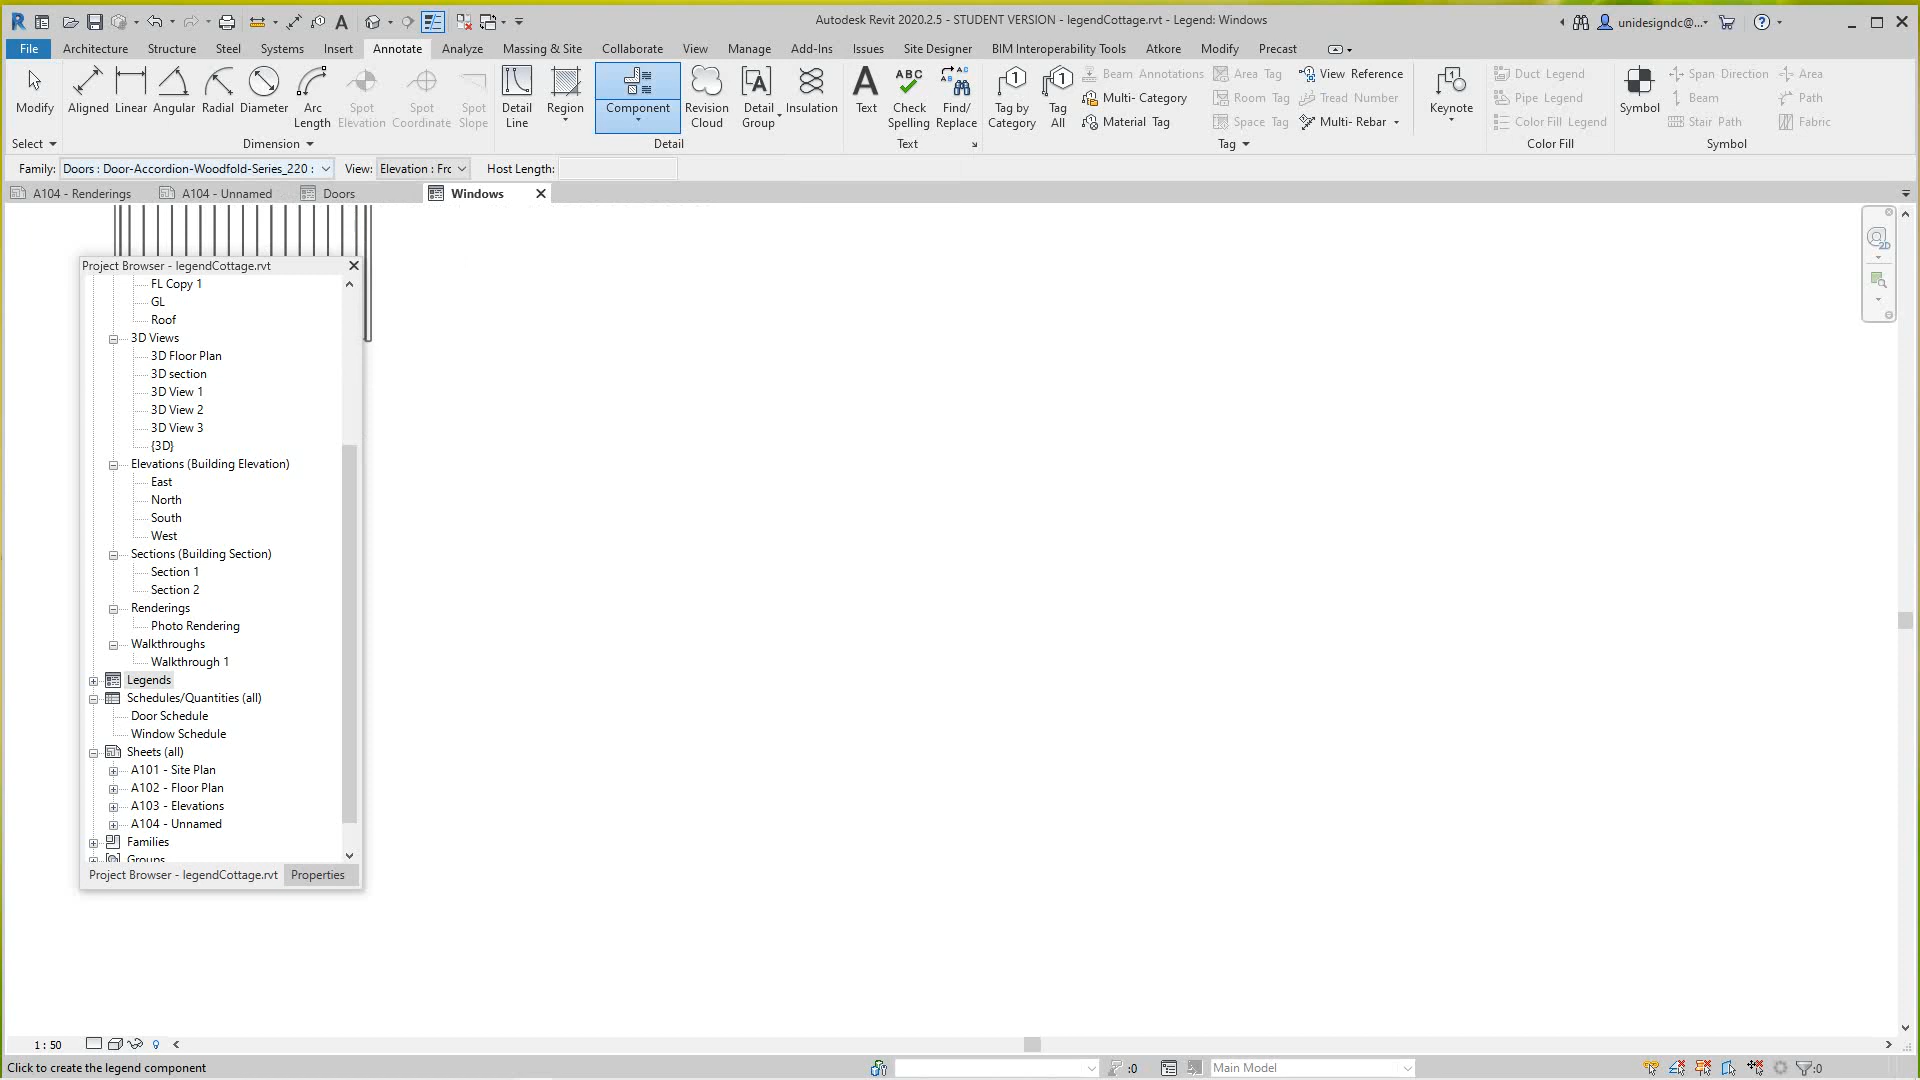 Autodesk Revit 2020.2.5 - STUDENT VERSION - legendCottage.rvt - Legend: Windows
unidesigndc@...
File Architecture Structure Steel Systems Insert Annotate Analyze Massing & Site Collaborate View Manage Add-Ins Issues Site Designer BIM Interoperability Tools Atkore Modify Precast
Modify
Aligned Linear Angular Radial Diameter Arc Length Spot Elevation Spot Coordinate Spot Slope
Detail Line Region Component Revision Cloud Detail Group Insulation
Text Check Spelling Find/ Replace
Tag by Category Tag All
Beam Annotations Area Tag View Reference
Multi- Category Room Tag Tread Number
Material Tag Space Tag Multi- Rebar
Keynote
Duct Legend
Pipe Legend
Color Fill Legend
Symbol
Span Direction Area
Beam Path
Stair Path Fabric
Select Dimension Detail Text Tag Color Fill Symbol
Family: Doors : Door-Accordion-Woodfold-Series_220 : View: Elevation : Frc Host Length:
A104 - Renderings A104 - Unnamed Doors Windows
2D
Project Browser - legendCottage.rvt
FL Copy 1
GL
Roof
3D Views
3D Floor Plan
3D section
3D View 1
3D View 2
3D View 3
{3D}
Elevations (Building Elevation)
East
North
South
West
Sections (Building Section)
Section 1
Section 2
Renderings
Photo Rendering
Walkthroughs
Walkthrough 1
Legends
Schedules/Quantities (all)
Door Schedule
Window Schedule
Sheets (all)
A101 - Site Plan
A102 - Floor Plan
A103 - Elevations
A104 - Unnamed
Families
Groups
Project Browser - legendCottage.rvt Properties
1 : 50
Click to create the legend component
:0
Main Model
:0